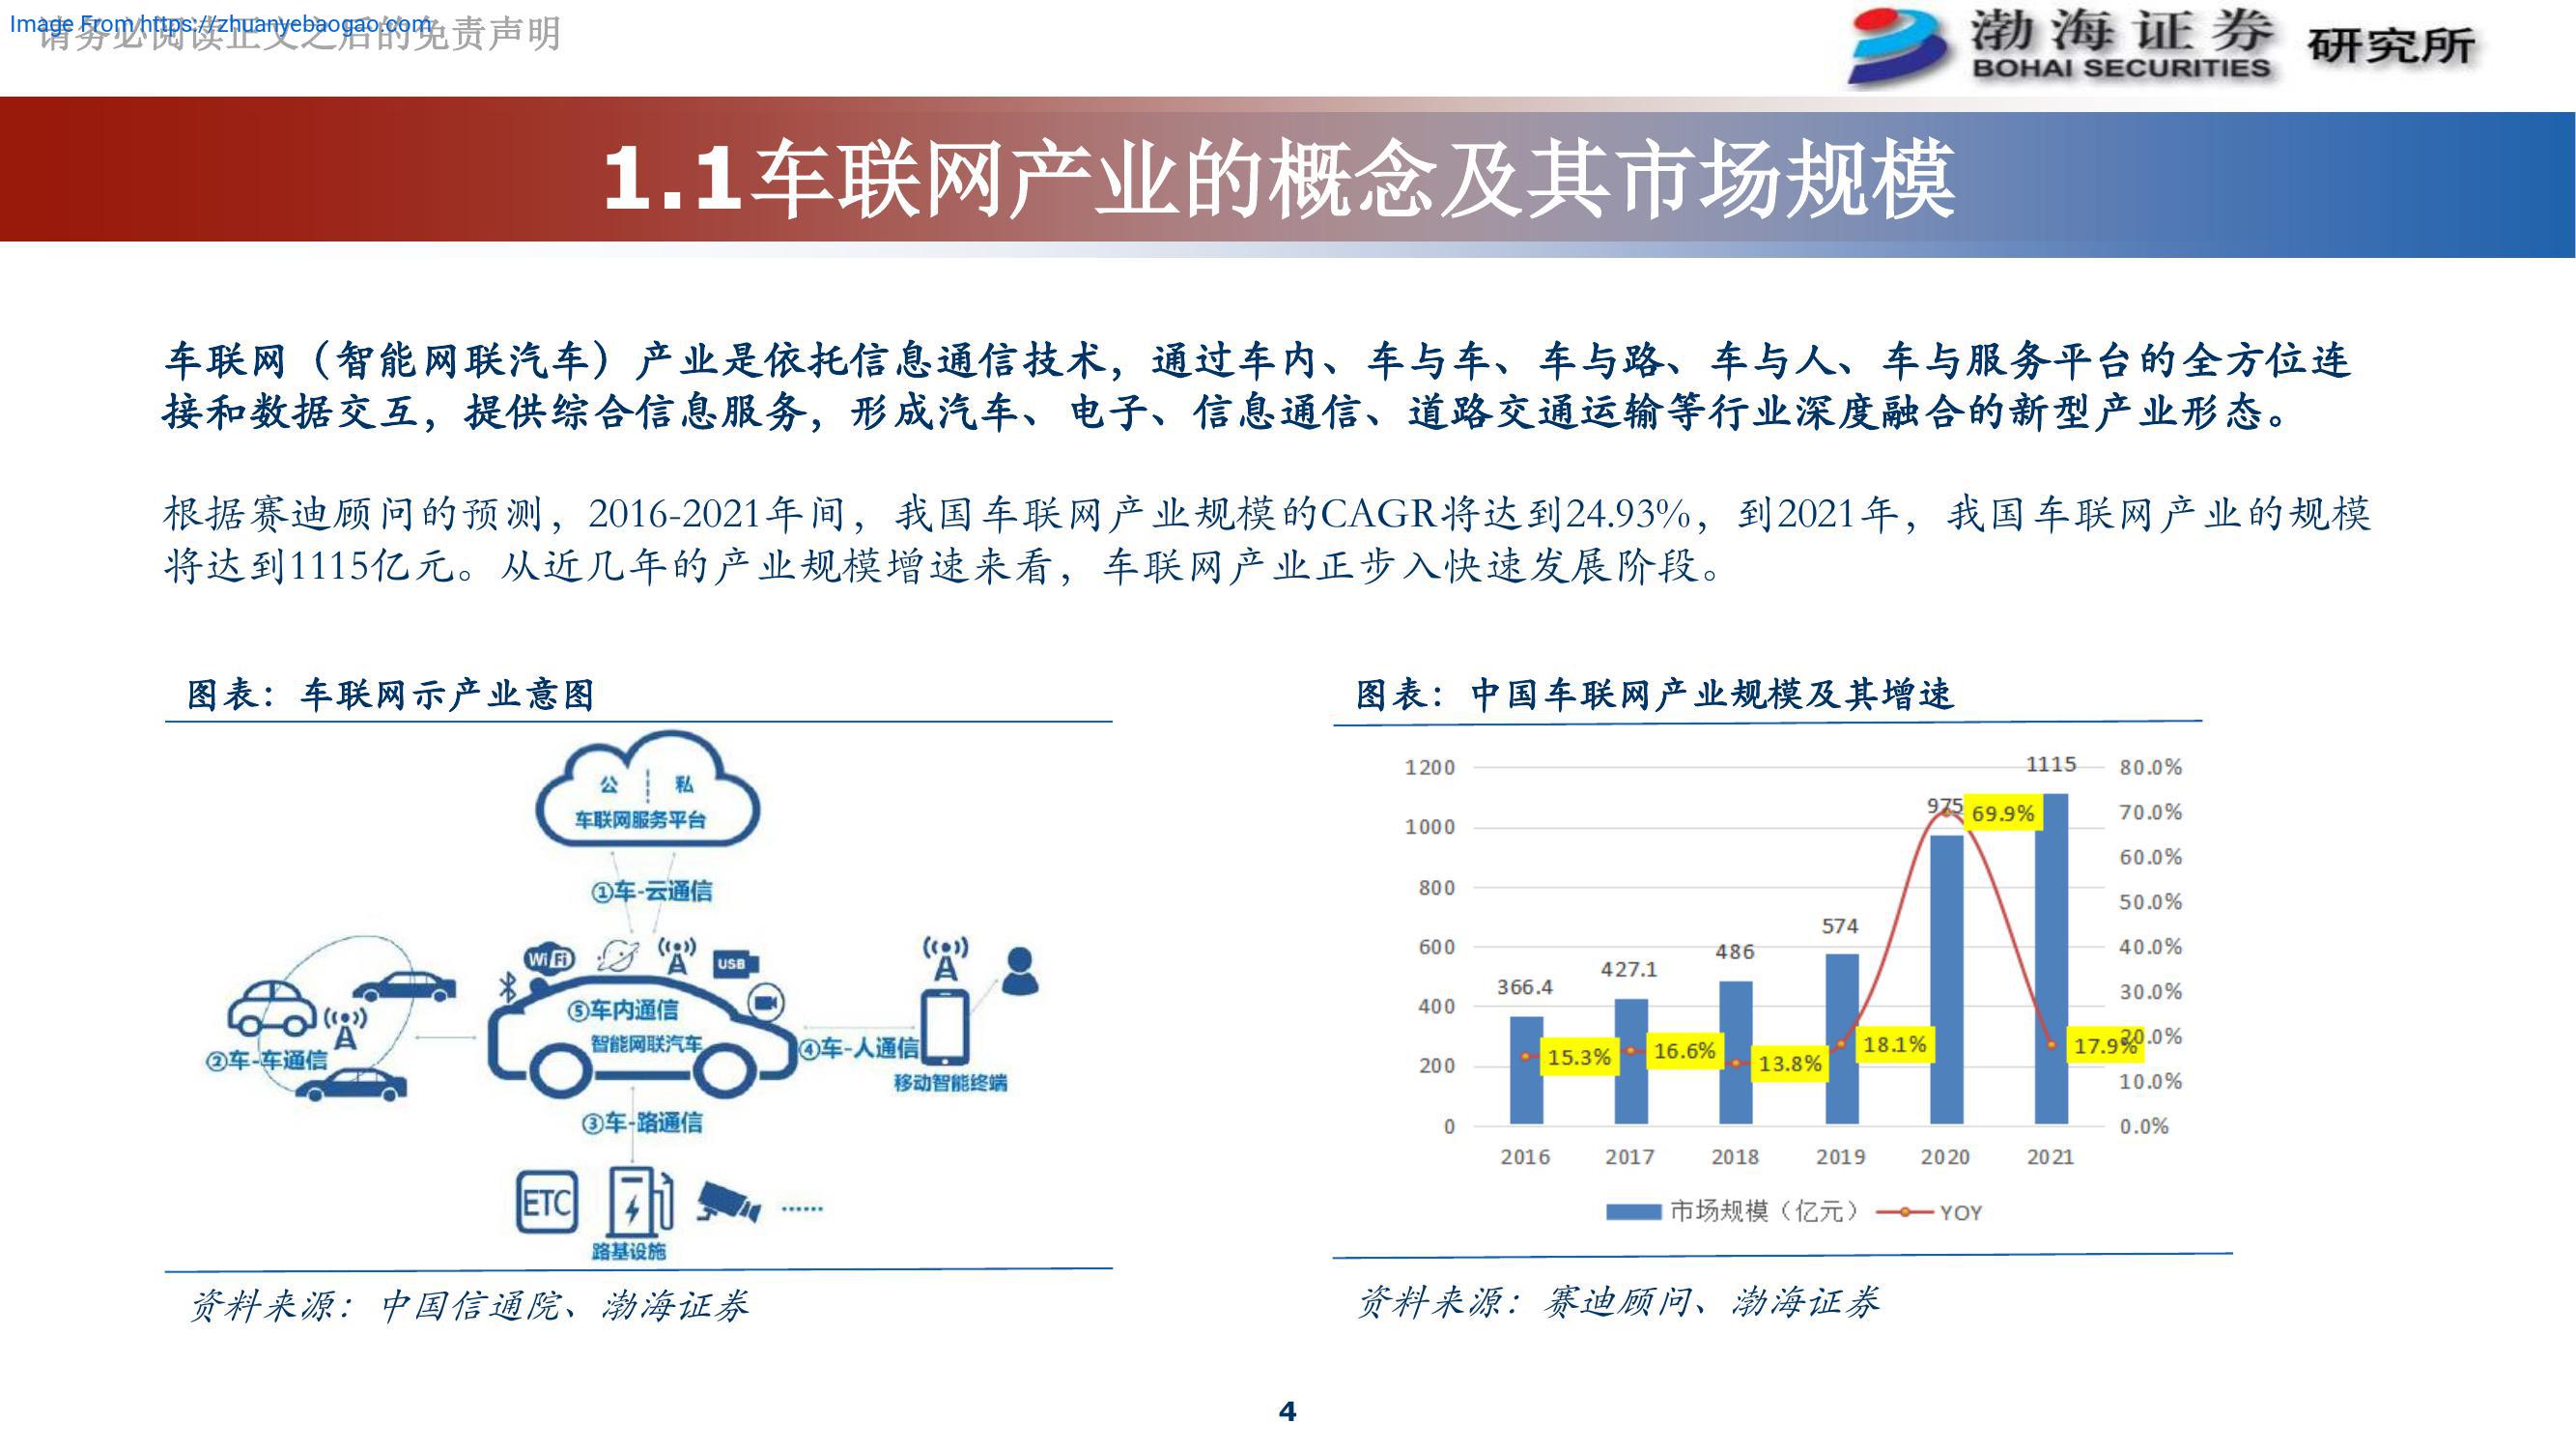 Image From https://zhuanyebaogao.com
请务必阅读正文之后的免责声明
渤海证券 研究所
BOHAI SECURITIES
1.1车联网产业的概念及其市场规模
车联网（智能网联汽车）产业是依托信息通信技术，通过车内、车与车、车与路、车与人、车与服务平台的全方位连
接和数据交互，提供综合信息服务，形成汽车、电子、信息通信、道路交通运输等行业深度融合的新型产业形态。
根据赛迪顾问的预测，2016-2021年间，我国车联网产业规模的CAGR将达到24.93%，到2021年，我国车联网产业的规模
将达到1115亿元。从近几年的产业规模增速来看，车联网产业正步入快速发展阶段。
图表：车联网示产业意图
公 私
车联网服务平台
①车-云通信
WiFi
USB
⑤车内通信
智能网联汽车
②车-车通信
④车-人通信
移动智能终端
③车-路通信
ETC
......
路基设施
资料来源：中国信通院、渤海证券
图表：中国车联网产业规模及其增速
1200
1000
800
600
400
200
0
366.4
427.1
486
574
975
1115
15.3%
16.6%
13.8%
18.1%
69.9%
17.9%
80.0%
70.0%
60.0%
50.0%
40.0%
30.0%
20.0%
10.0%
0.0%
2016 2017 2018 2019 2020 2021
市场规模（亿元） YOY
资料来源：赛迪顾问、渤海证券
4